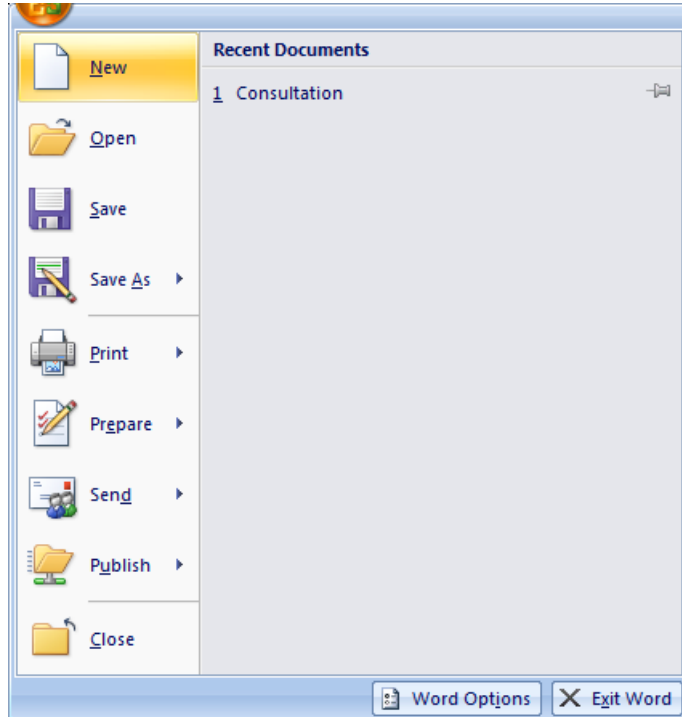 New
Open
Save
Save As
Print
Prepare
Send
Publish
Close
Recent Documents
1 Consultation
Word Options
Exit Word